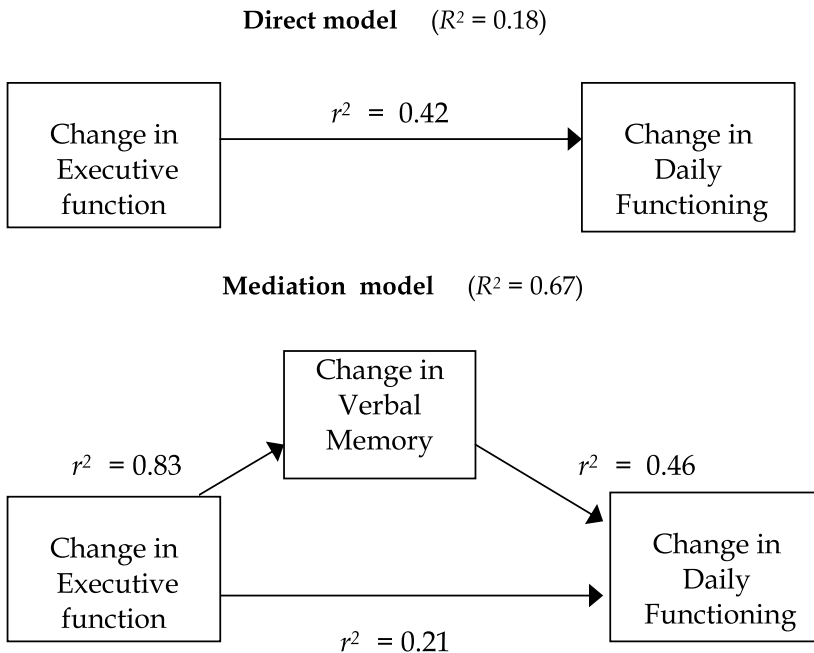 Direct model (R² = 0.18)
r² = 0.42
Change in
Executive
function
Change in
Daily
Functioning
Mediation model (R² = 0.67)
Change in
Verbal
Memory
r² = 0.83
r² = 0.46
Change in
Executive
function
Change in
Daily
Functioning
r² = 0.21